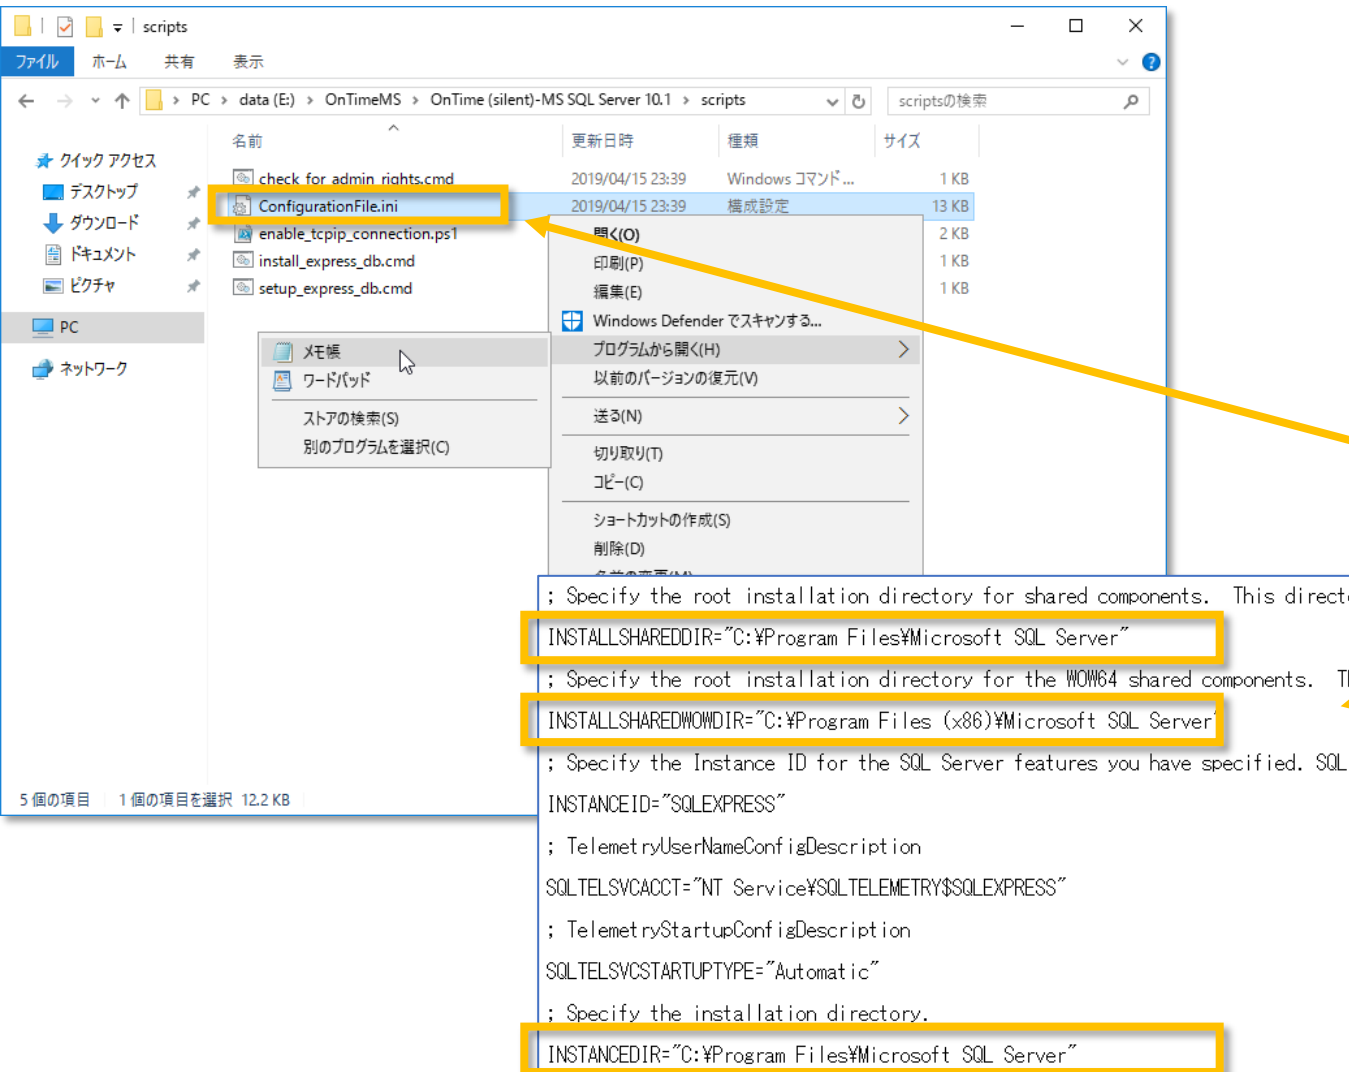 scripts
ファイル ホーム 共有 表示
PC › data (E:) › OnTimeMS › OnTime (silent)-MS SQL Server 10.1 › scripts
scriptsの検索
名前 更新日時 種類 サイズ
クイック アクセス
デスクトップ
ダウンロード
ドキュメント
ピクチャ
PC
ネットワーク
check_for_admin_rights.cmd 2019/04/15 23:39 Windows コマンド ... 1 KB
ConfigurationFile.ini 2019/04/15 23:39 構成設定 13 KB
enable_tcpip_connection.ps1 2 KB
install_express_db.cmd 1 KB
setup_express_db.cmd 1 KB
開く(O)
印刷(P)
編集(E)
Windows Defender でスキャンする...
プログラムから開く(H)
以前のバージョンの復元(V)
送る(N)
切り取り(T)
コピー(C)
ショートカットの作成(S)
削除(D)
メモ帳
ワードパッド
ストアの検索(S)
別のプログラムを選択(C)
5 個の項目 1 個の項目を選択 12.2 KB
; Specify the root installation directory for shared components. This direct
INSTALLSHAREDDIR="C:¥Program Files¥Microsoft SQL Server"
; Specify the root installation directory for the WOW64 shared components. T
INSTALLSHAREDWOWDIR="C:¥Program Files (x86)¥Microsoft SQL Server"
; Specify the Instance ID for the SQL Server features you have specified. SQL
INSTANCEID="SQLEXPRESS"
; TelemetryUserNameConfigDescription
SQLTELSVCACCT="NT Service¥SQLTELEMETRY$SQLEXPRESS"
; TelemetryStartupConfigDescription
SQLTELSVCSTARTUPTYPE="Automatic"
; Specify the installation directory.
INSTANCEDIR="C:¥Program Files¥Microsoft SQL Server"